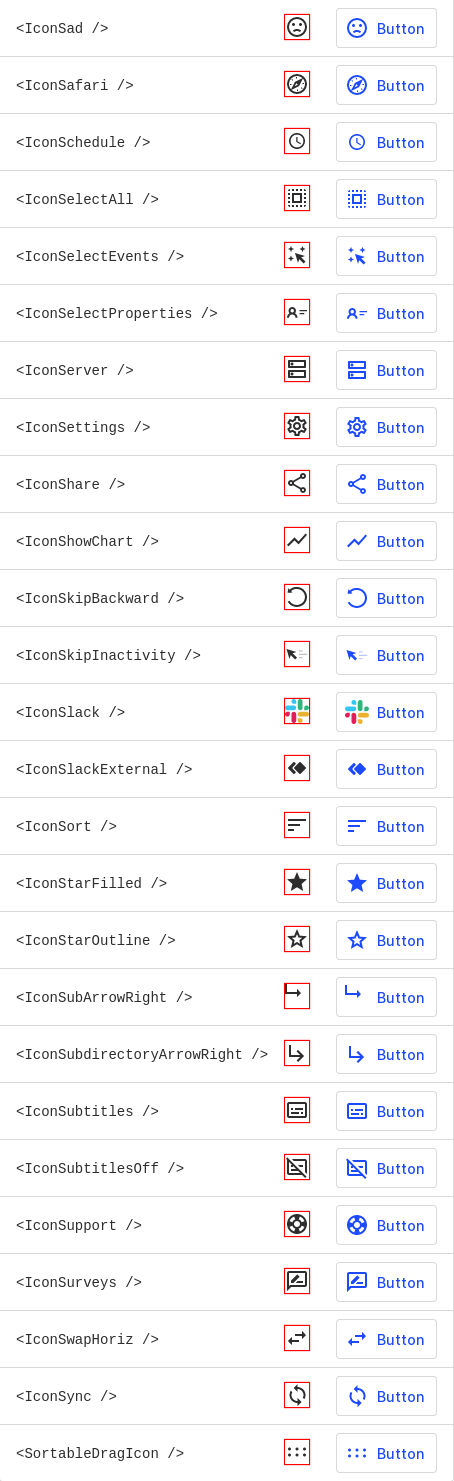 <IconSad /> Button
<IconSafari /> Button
<IconSchedule /> Button
<IconSelectAll /> Button
<IconSelectEvents /> Button
<IconSelectProperties /> Button
<IconServer /> Button
<IconSettings /> Button
<IconShare /> Button
<IconShowChart /> Button
<IconSkipBackward /> Button
<IconSkipInactivity /> Button
<IconSlack /> Button
<IconSlackExternal /> Button
<IconSort /> Button
<IconStarFilled /> Button
<IconStarOutline /> Button
<IconSubArrowRight /> Button
<IconSubdirectoryArrowRight /> Button
<IconSubtitles /> Button
<IconSubtitlesOff /> Button
<IconSupport /> Button
<IconSurveys /> Button
<IconSwapHoriz /> Button
<IconSync /> Button
<SortableDragIcon /> Button